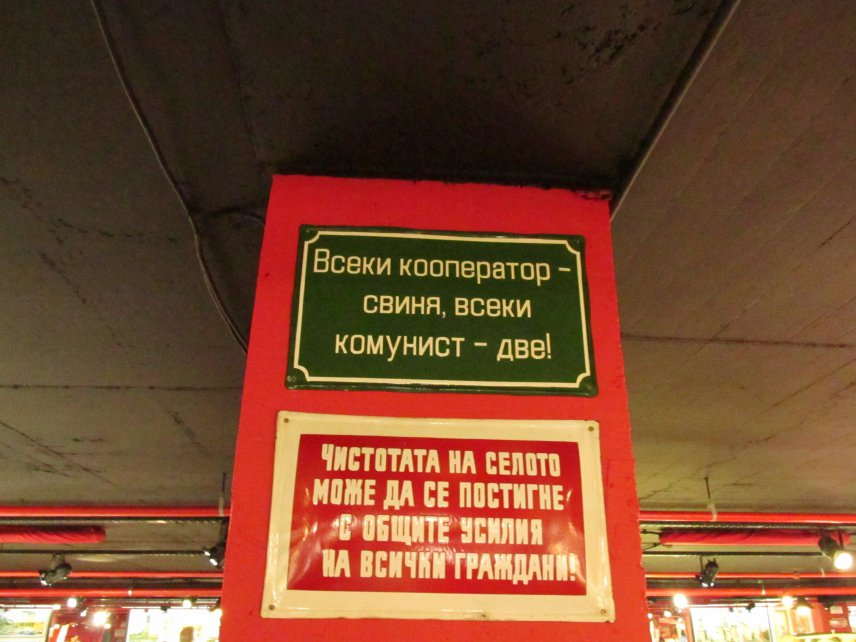 Всеки кооператор –
свиня, всеки
комунист – две!
ЧИСТОТАТА НА СЕЛОТО
МОЖЕ ДА СЕ ПОСТИГНЕ
С ОБЩИТЕ УСИЛИЯ
НА ВСИЧКИ ГРАЖДАНИ!